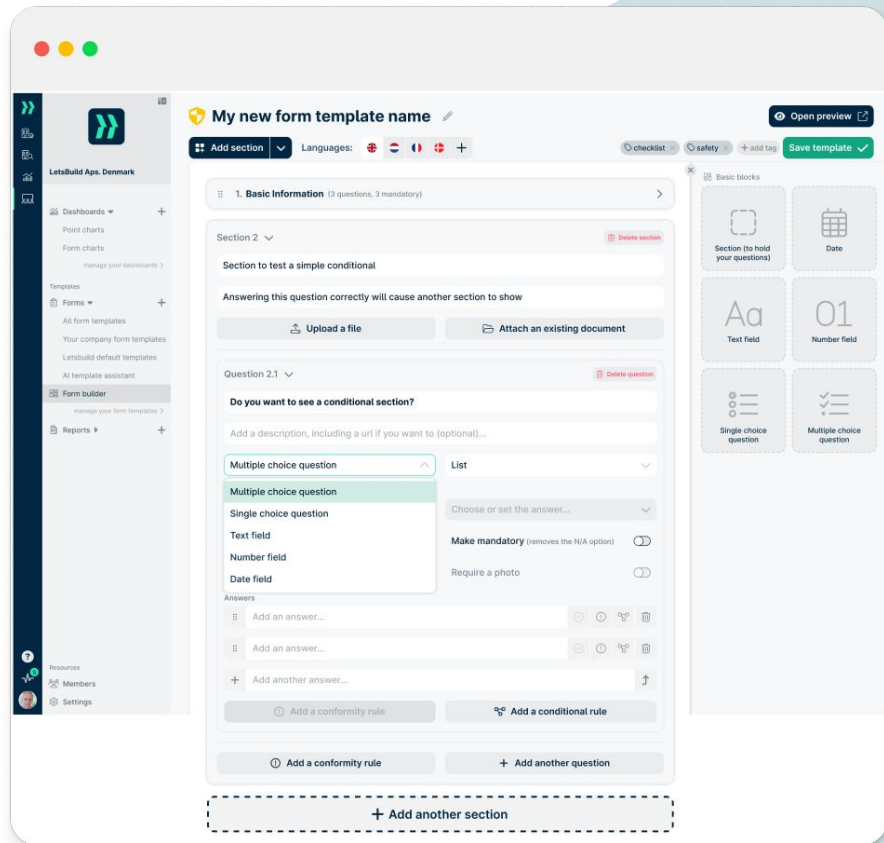 My new form template name
Open preview
Add section
Languages:
checklist
safety
+ add tag
Save template
LetsBuild Aps. Denmark
Dashboards
Point charts
Form charts
manage your dashboards >
Templates
Forms
All form templates
Your company form templates
Letsbuild default templates
AI template assistant
Form builder
manage your form templates >
Reports
Resources
Members
Settings
?
0
1. Basic Information (3 questions, 3 mandatory)
Section 2
Delete section
Section to test a simple conditional
Answering this question correctly will cause another section to show
Upload a file
Attach an existing document
Question 2.1
Delete question
Do you want to see a conditional section?
Add a description, including a url if you want to (optional)...
Multiple choice question
List
Multiple choice question
Single choice question
Text field
Number field
Date field
Choose or set the answer...
Make mandatory (removes the N/A option)
Require a photo
Answers
Add an answer...
Add an answer...
+ Add another answer...
Add a conformity rule
Add a conditional rule
Add a conformity rule
+ Add another question
+ Add another section
Basic blocks
Section (to hold
your questions)
Date
Aa
Text field
01
Number field
Single choice
question
Multiple choice
question